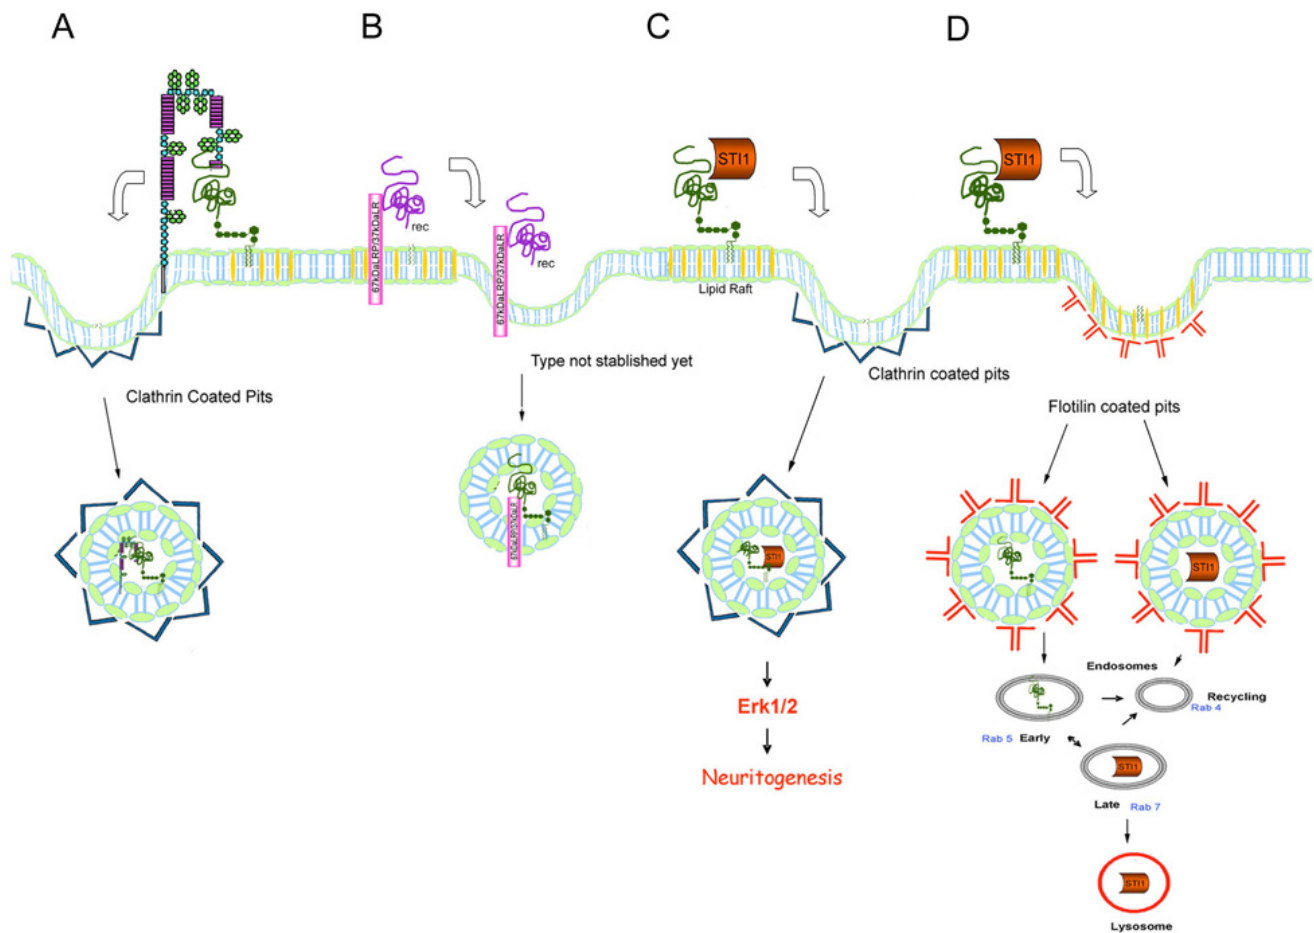 A
B
C
D
STI1
STI1
67kDaLRP/37kDaLR
rec
67kDaLRP/37kDaLR
rec
Lipid Raft
Clathrin Coated Pits
Type not stablished yet
Clathrin coated pits
Flotilin coated pits
67kDaLRP/37kDaLR
STI1
STI1
Endosomes
Recycling
Rab 4
Rab 5
Early
STI1
Late
Rab 7
Erk1/2
Neuritogenesis
STI1
Lysosome